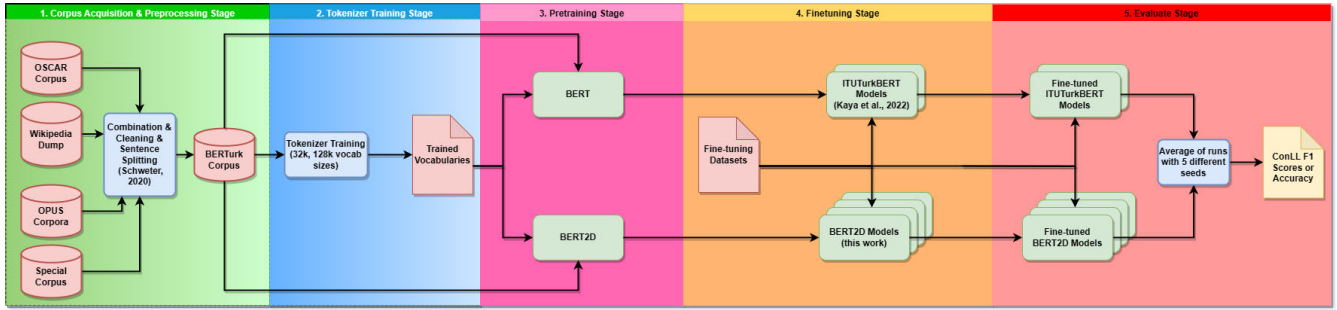 1. Corpus Acquisition & Preprocessing Stage
2. Tokenizer Training Stage
3. Pretraining Stage
4. Finetuning Stage
5. Evaluate Stage
OSCAR
Corpus
Wikipedia
Dump
OPUS
Corpora
Special
Corpus
Combination &
Cleaning &
Sentence
Splitting
(Schweter,
2020)
BERTurk
Corpus
Tokenizer Training
(32k, 128k vocab
sizes)
Trained
Vocabularies
BERT
BERT2D
Fine-tuning
Datasets
ITUTurkBERT
Models
(Kaya et al., 2022)
BERT2D Models
(this work)
Fine-tuned
ITUTurkBERT
Models
Fine-tuned
BERT2D Models
Average of runs
with 5 different
seeds
ConLL F1
Scores or
Accuracy